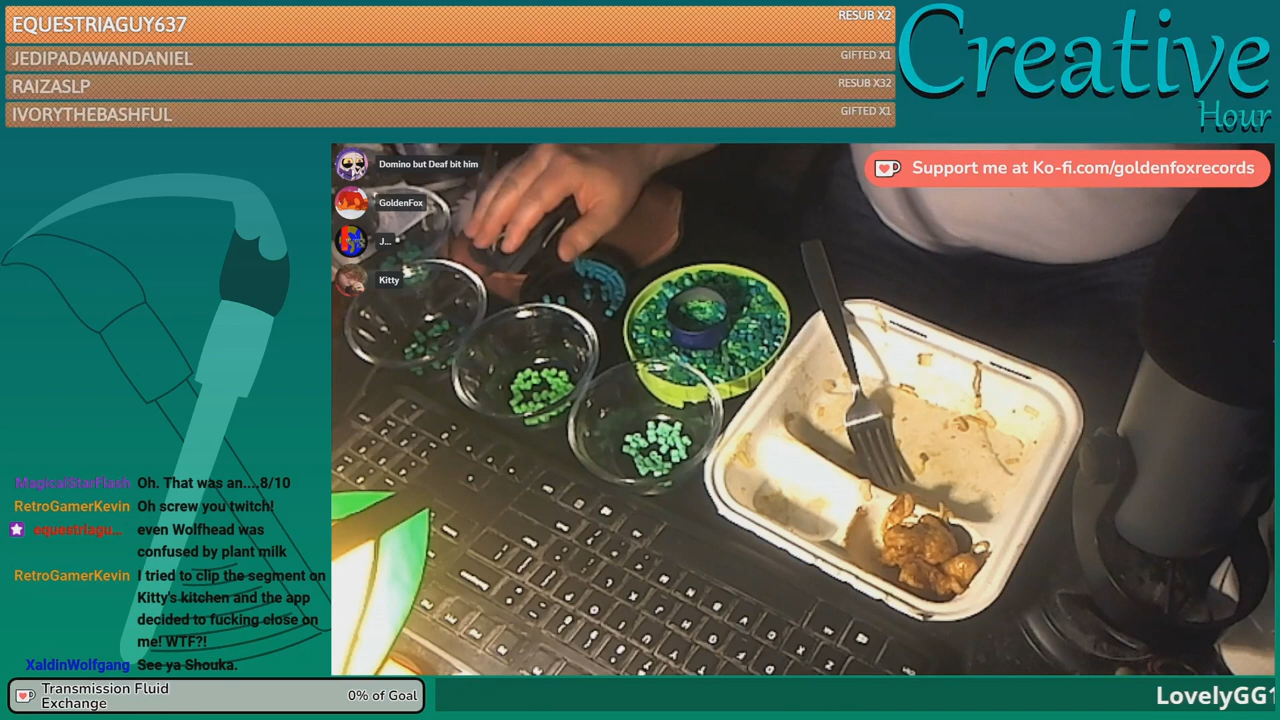 EQUESTRIAGUY637 RESUB X2
JEDIPADAWANDANIEL GIFTED X1
RAIZASLP RESUB X32
IVORYTHEBASHFUL GIFTED X1
Creative
Hour
Domino but Deaf bit him
GoldenFox
J...
Kitty
Support me at Ko-fi.com/goldenfoxrecords
MagicalStarFlash Oh. That was an....8/10
RetroGamerKevin Oh screw you twitch!
equestriagu... even Wolfhead was
confused by plant milk
RetroGamerKevin I tried to clip the segment on
Kitty's kitchen and the app
decided to fucking close on
me! WTF?!
XaldinWolfgang See ya Shouka.
Transmission Fluid
Exchange
0% of Goal
LovelyGG1